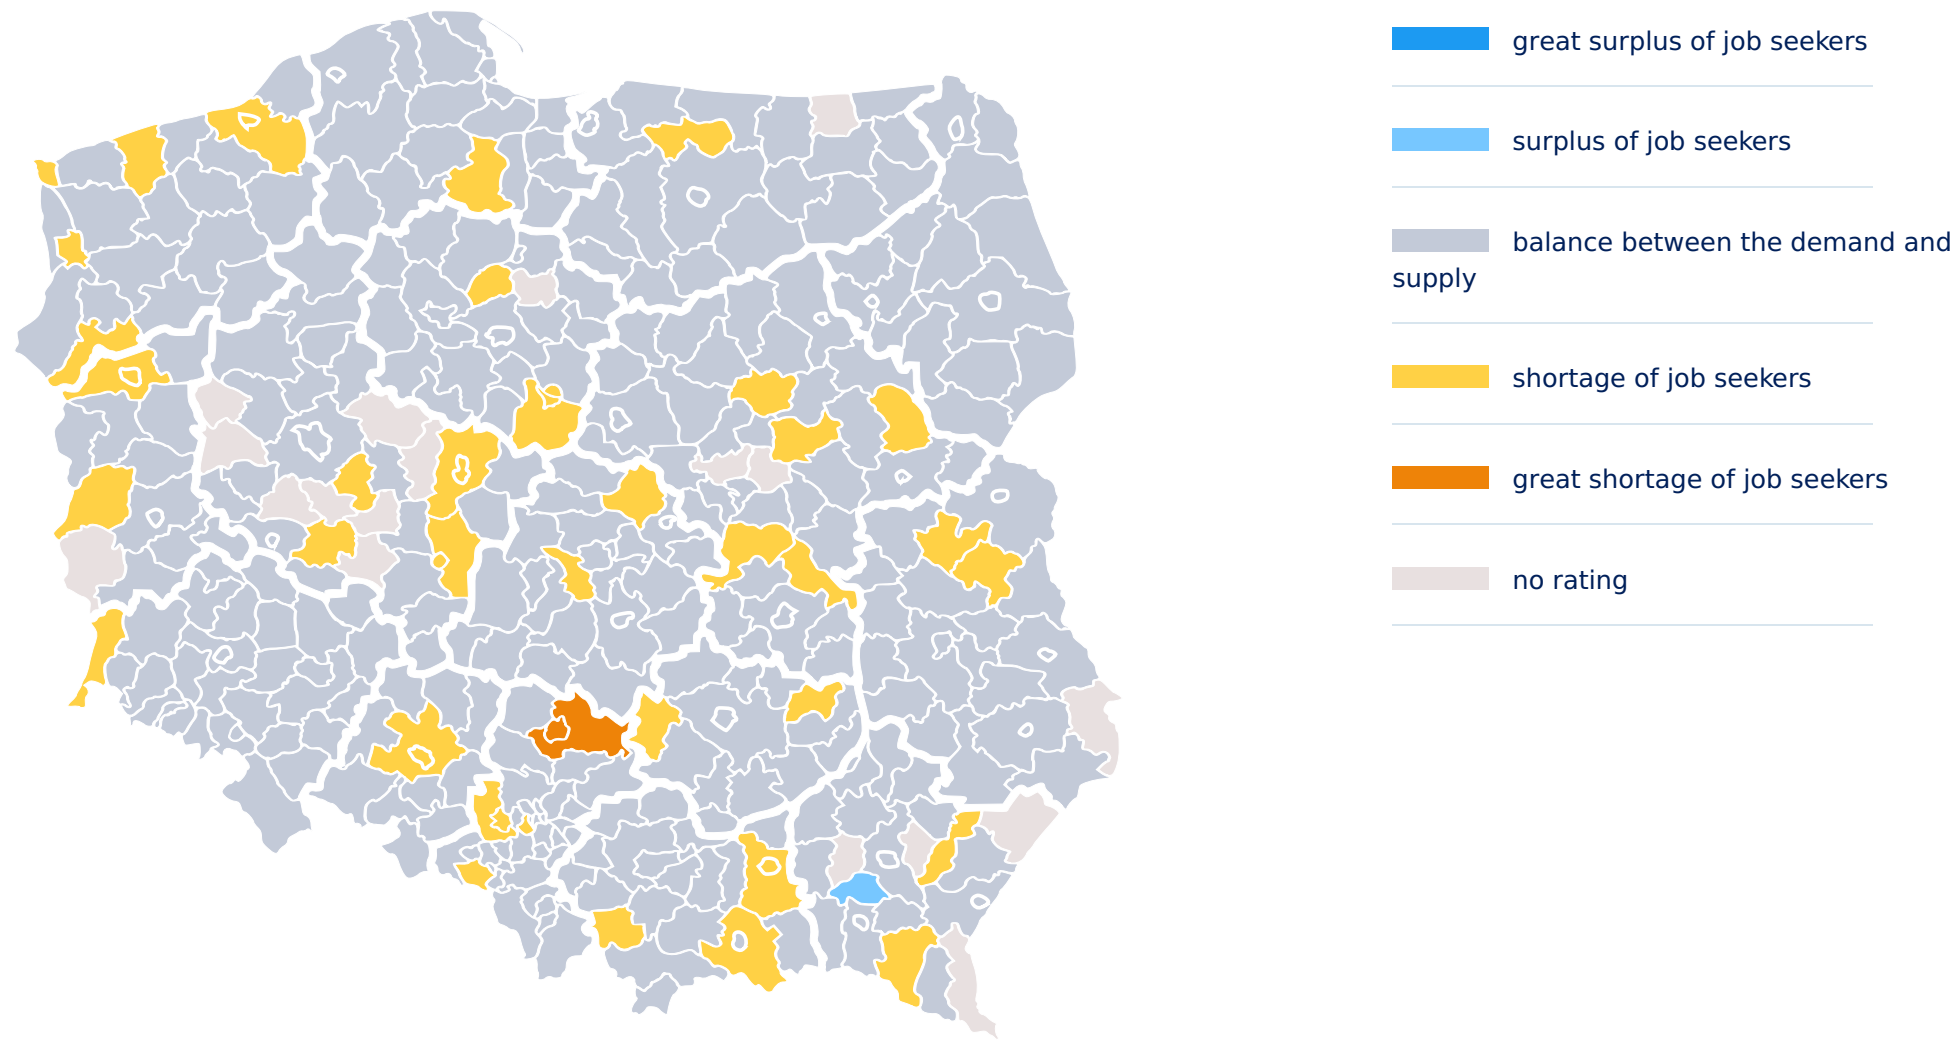 great surplus of job seekers
surplus of job seekers
balance between the demand and
supply
shortage of job seekers
great shortage of job seekers
no rating